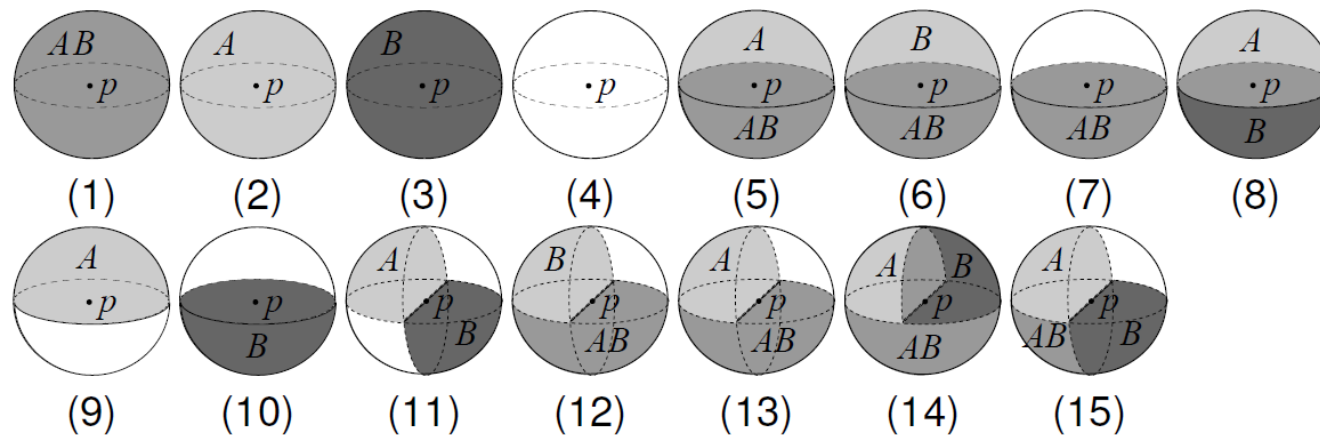 AB A B A B A
p p p p p p p p
AB AB AB B
(1) (2) (3) (4) (5) (6) (7) (8)
A A B A A B A
p p p p p p p
B B AB AB AB AB B
(9) (10) (11) (12) (13) (14) (15)